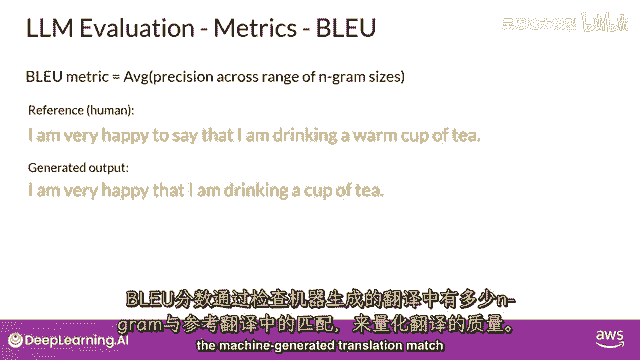 LLM Evaluation - Metrics - BLEU
BLEU metric = Avg(precision across range of n-gram sizes)
Reference (human):
I am very happy to say that I am drinking a warm cup of tea.
Generated output:
I am very happy that I am drinking a cup of tea.
BLEU分数通过检查机器生成的翻译中有多少n-
gram与参考翻译中的匹配，来量化翻译的质量。
the machine-generated translation match
DeepLearning.AI
aws